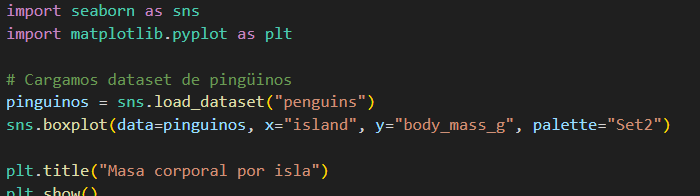 import seaborn as sns
import matplotlib.pyplot as plt
# Cargamos dataset de pingüinos
pinguinos = sns.load_dataset("penguins")
sns.boxplot(data=pinguinos, x="island", y="body_mass_g", palette="Set2")
plt.title("Masa corporal por isla")
plt.show()